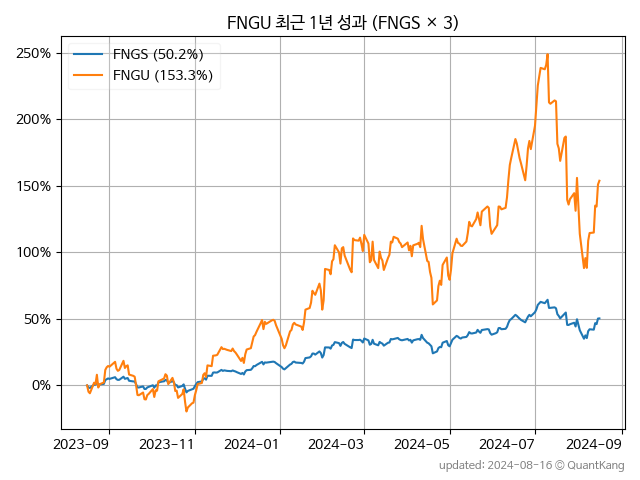 FNGU 최근 1년 성과 (FNGS × 3)
FNGS (50.2%)
FNGU (153.3%)
250%
200%
150%
100%
50%
0%
2023-09 2023-11 2024-01 2024-03 2024-05 2024-07 2024-09
updated: 2024-08-16 © QuantKang